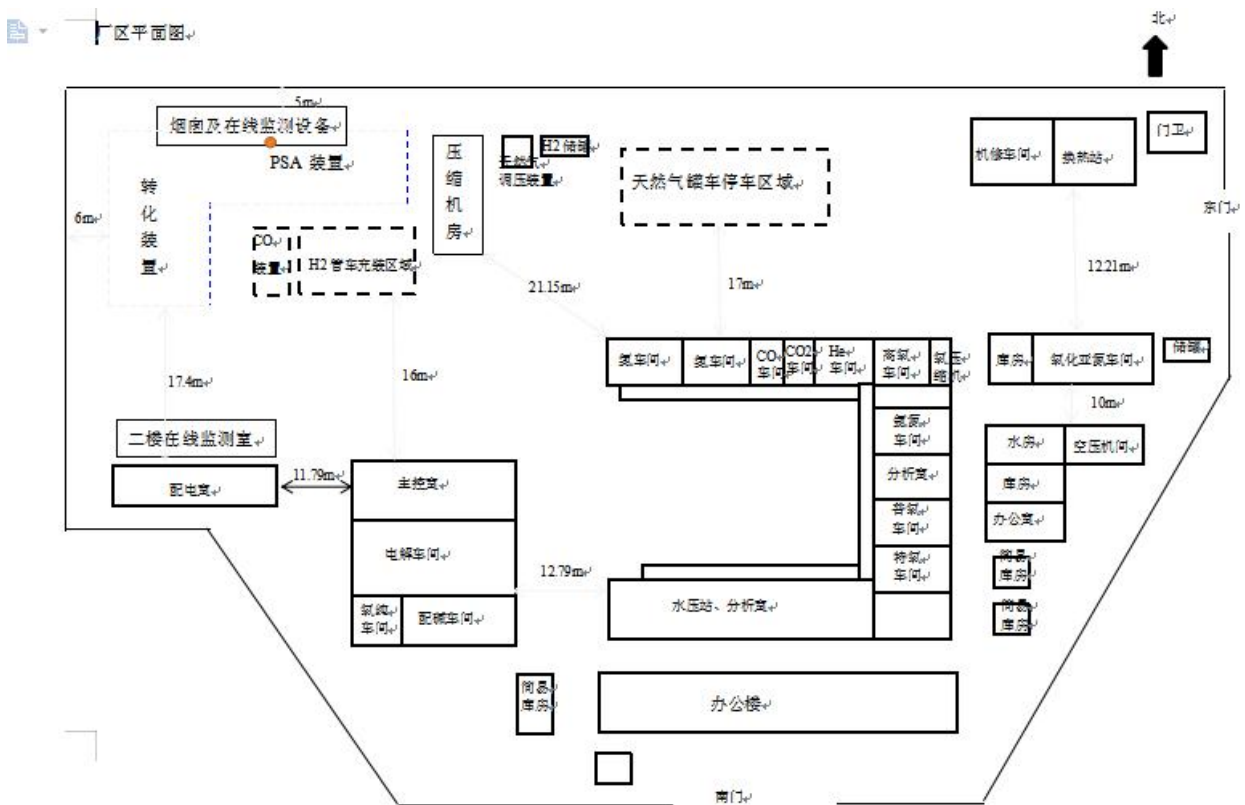 厂区平面图
北
5m
烟囱及在线监测设备
PSA 装置
转
化
装
置
6m
压
缩
机
房
H2 储罐
天然气
调压装置
天然气罐车停车区域
机修车间
换热站
门卫
东门
CO
装置
H2 管车充装区域
21.15m
17m
12.21m
17.4m
16m
氢车间
氢车间
CO
车间
CO2
车间
He
车间
高氧
车间
氧压
缩机
库房
氧化亚氮车间
储罐
10m
二楼在线监测室
配电室
11.79m
主控室
电解车间
氧纯
车间
配碱车间
12.79m
氩氮
车间
分析室
普氧
车间
特氧
车间
水压站、分析室
水房
空压机间
库房
办公室
简易
库房
简易
库房
简易
库房
办公楼
南门